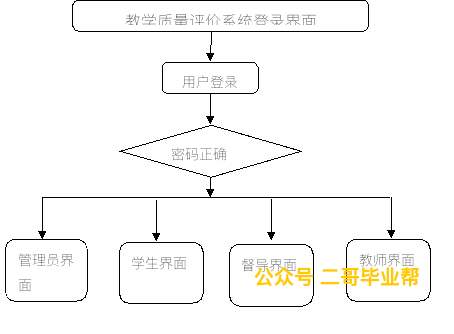 教学质量评价系统登录界面
用户登录
密码正确
管理员界
面
学生界面
督导界面
教师界面
公众号 二哥毕业帮